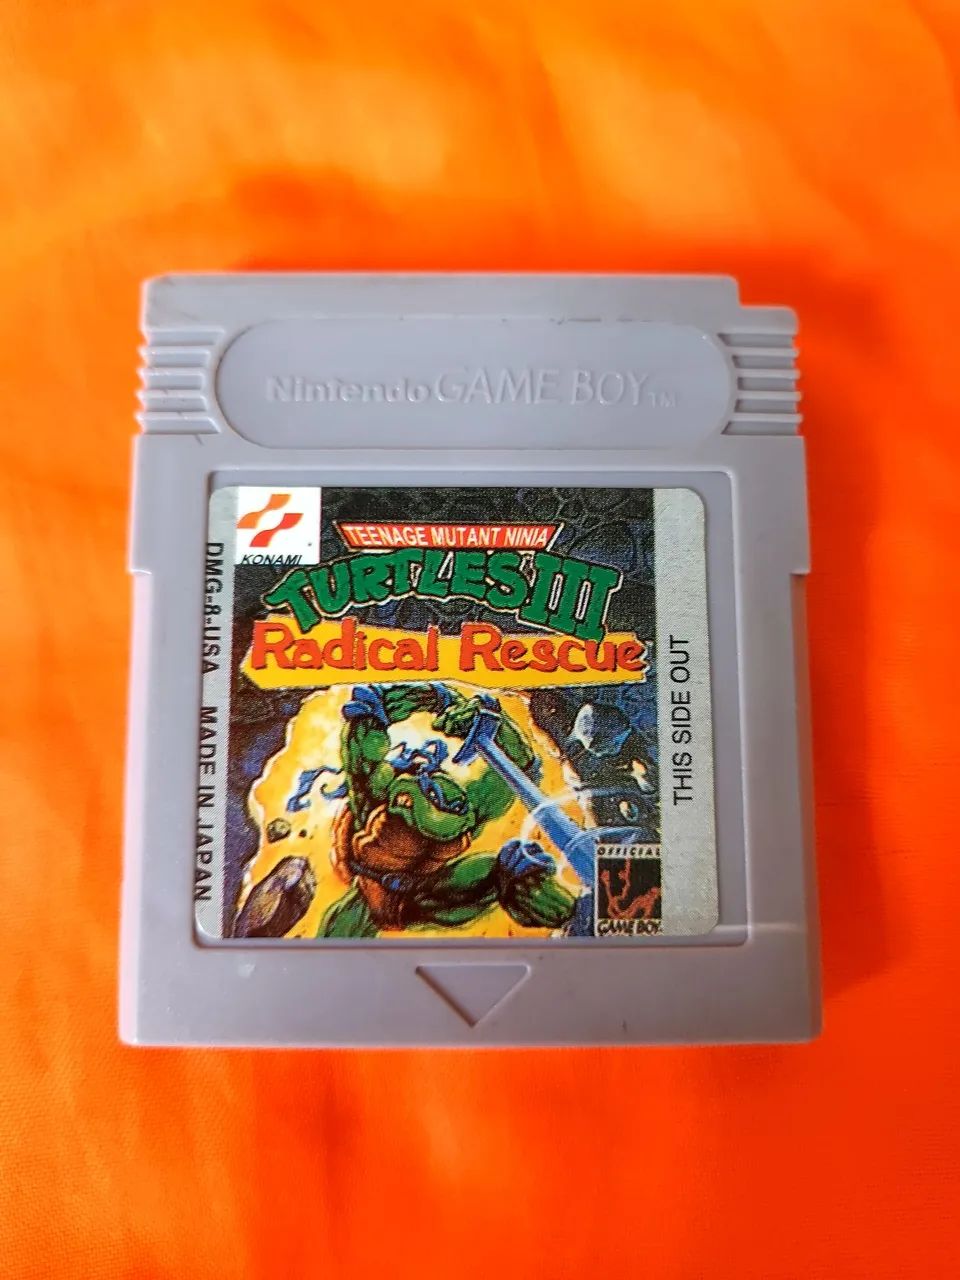 Nintendo GAME BOY TM
KONAMI
TEENAGE MUTANT NINJA
TURTLES III
Radical Rescue
DMG-8-USA MADE IN JAPAN
THIS SIDE OUT
OFFICIAL
GAME BOY